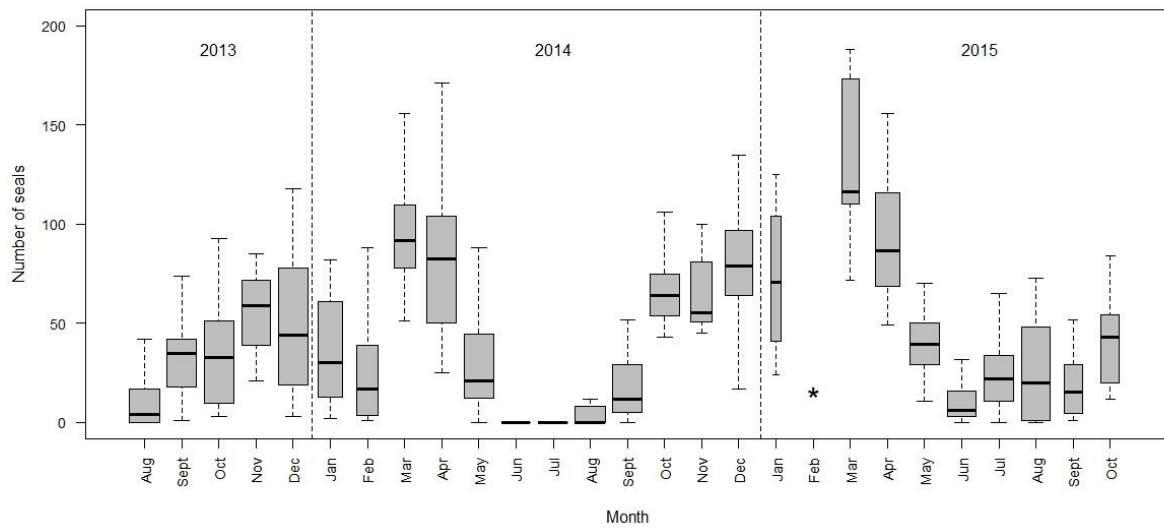 200
150
100
50
0
Number of seals
2013
2014
2015
*
Aug
Sept
Oct
Nov
Dec
Jan
Feb
Mar
Apr
May
Jun
Jul
Aug
Sept
Oct
Nov
Dec
Jan
Feb
Mar
Apr
May
Jun
Jul
Aug
Sept
Oct
Month